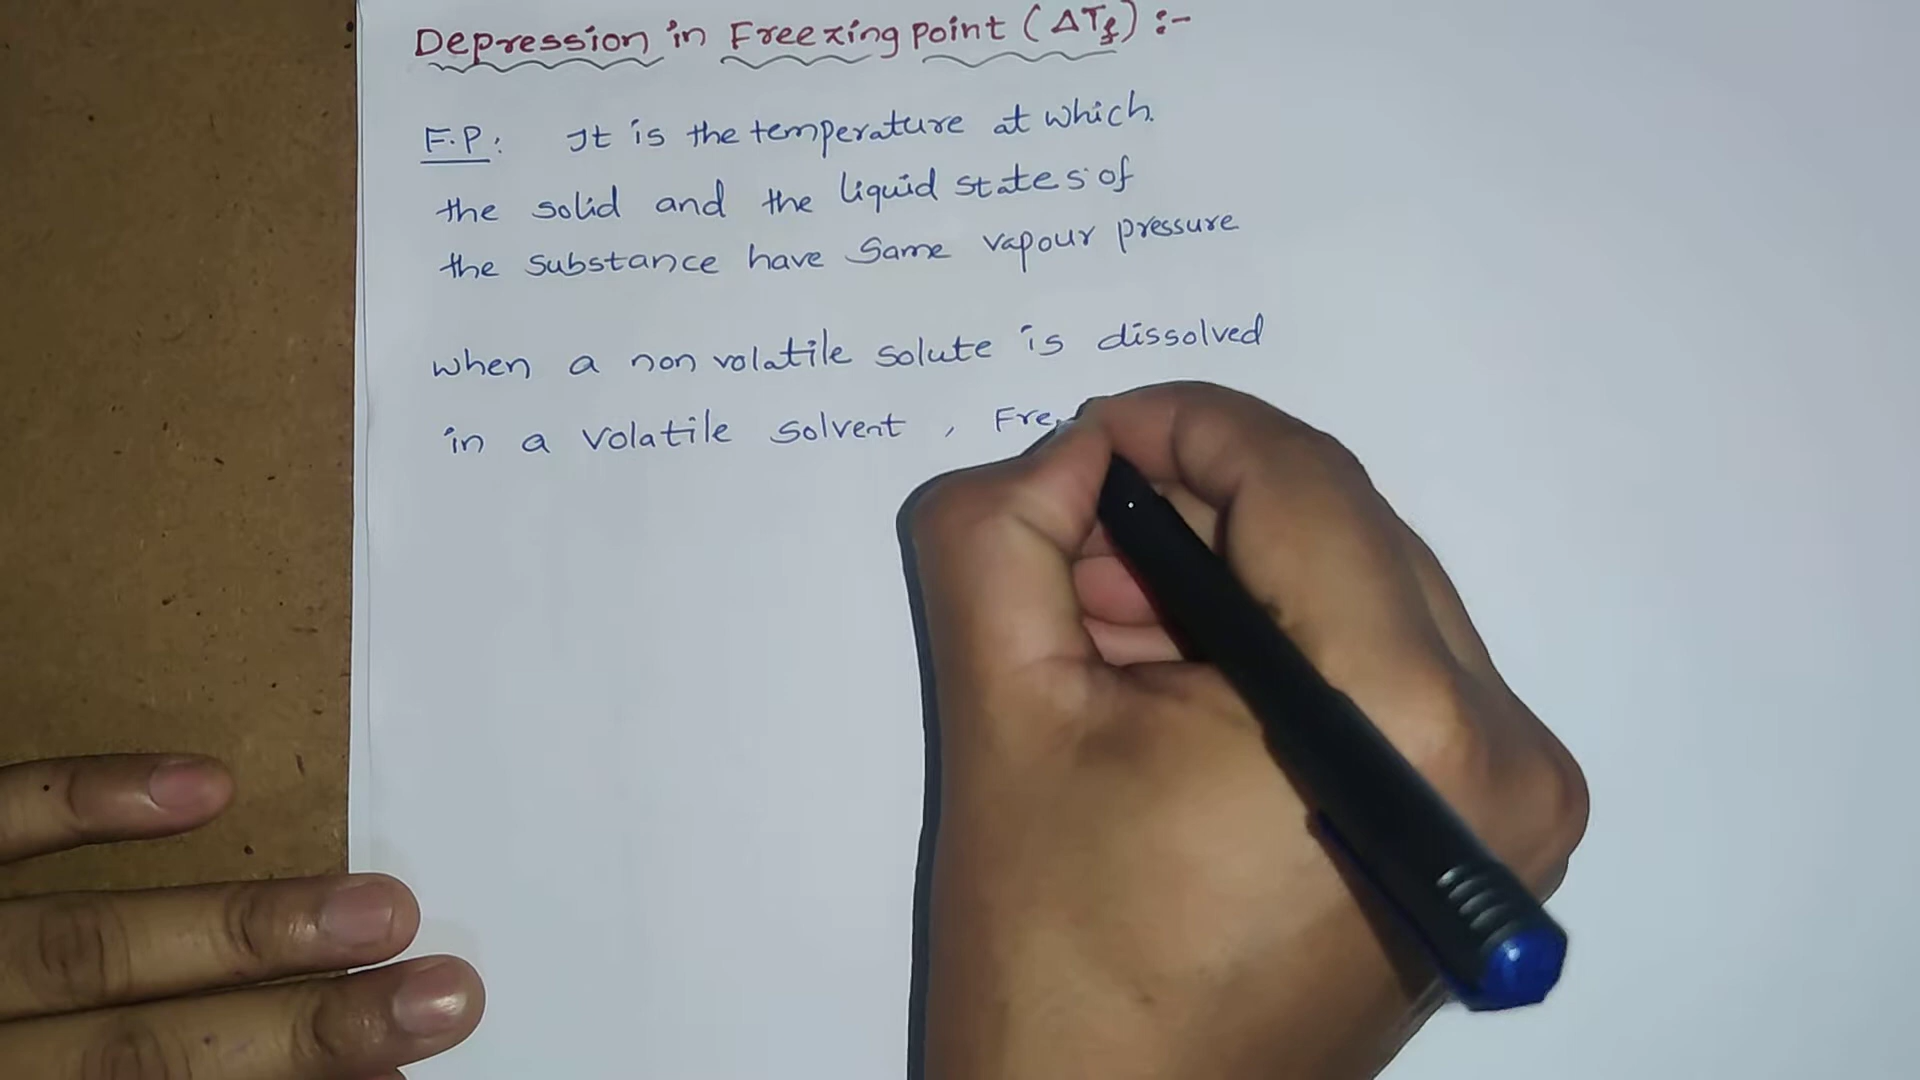 Depression in Freezing point (ΔTf) :-
F.P: It is the temperature at which
the solid and the liquid states of
the substance have same vapour pressure
when a non volatile solute is dissolved
in a volatile solvent, Fre